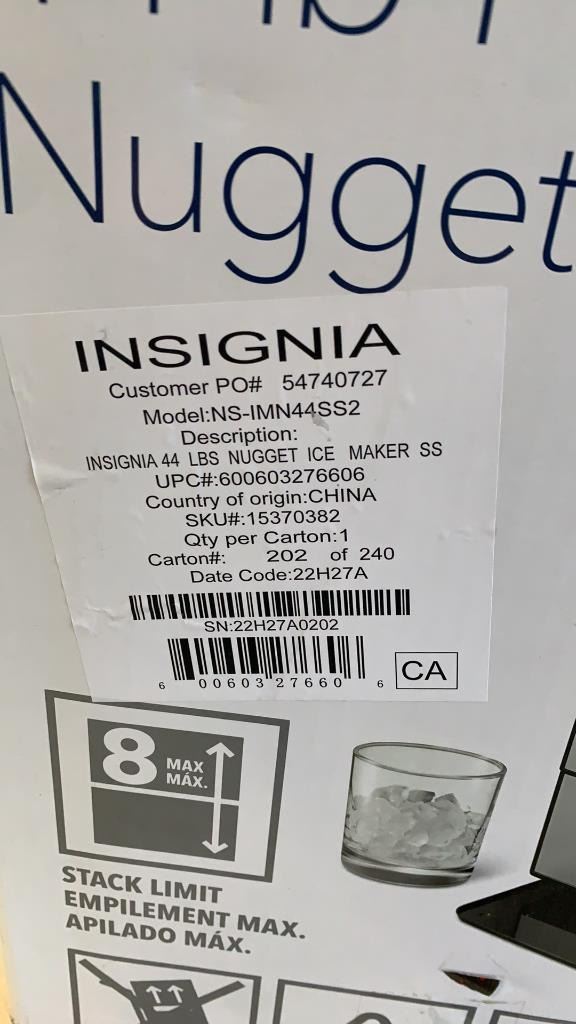 Nugget
INSIGNIA
Customer PO# 54740727
Model:NS-IMN44SS2
Description:
INSIGNIA 44 LBS NUGGET ICE MAKER SS
UPC#:600603276606
Country of origin:CHINA
SKU#:15370382
Qty per Carton:1
Carton#: 202 of 240
Date Code:22H27A
SN:22H27A0202
6 00603 27660 6
CA
8 MAX
MÁX.
STACK LIMIT
EMPILEMENT MAX.
APILADO MÁX.